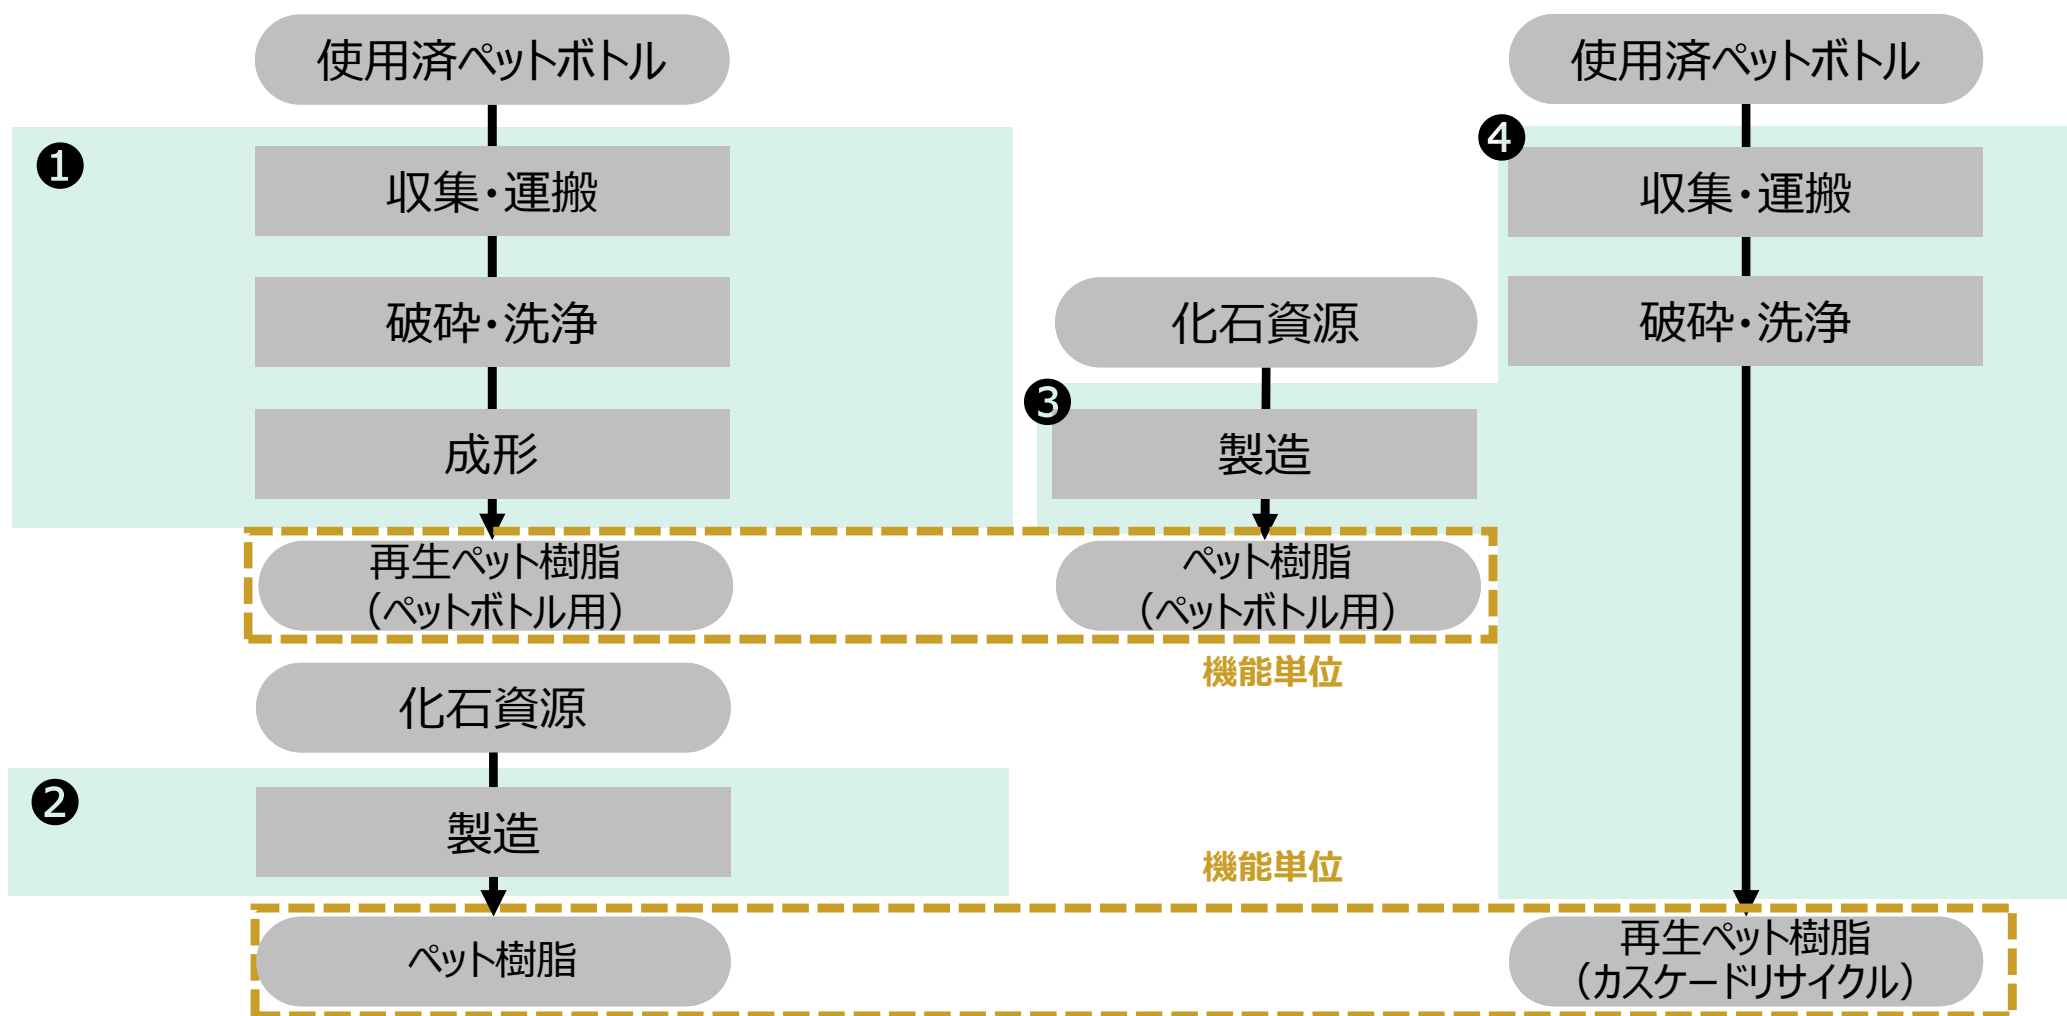 使用済ペットボトル
❶
収集・運搬
破砕・洗浄
成形
再生ペット樹脂
（ペットボトル用）
化石資源
❷
製造
ペット樹脂
化石資源
❸
製造
ペット樹脂
（ペットボトル用）
機能単位
機能単位
使用済ペットボトル
❹
収集・運搬
破砕・洗浄
再生ペット樹脂
（カスケードリサイクル）